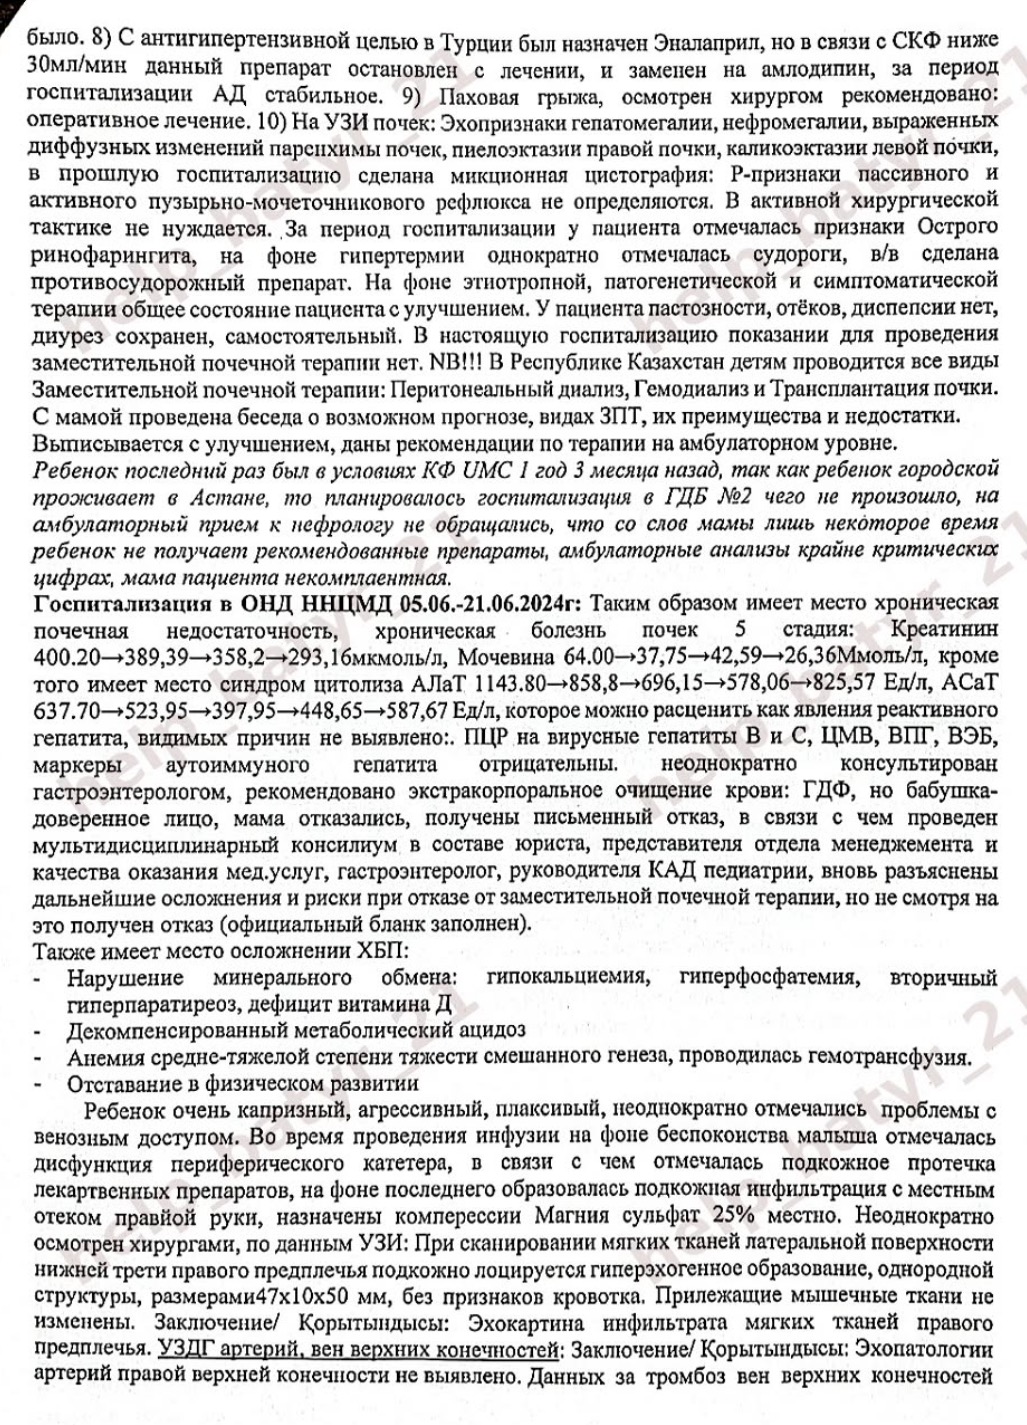 было. 8) С антигипертензивной целью в Турции был назначен Эналаприл, но в связи с СКФ ниже
30мл/мин данный препарат остановлен с лечении, и заменен на амлодипин, за период
госпитализации АД стабильное. 9) Паховая грыжа, осмотрен хирургом рекомендовано:
оперативное лечение. 10) На УЗИ почек: Эхопризнаки гепатомегалии, нефромегалии, выраженных
диффузных изменений паренхимы почек, пиелоэктазии правой почки, каликоэктазии левой почки,
в прошлую госпитализацию сделана микционная цистография: Р-признаки пассивного и
активного пузырьно-мочеточникового рефлюкса не определяются. В активной хирургической
тактике не нуждается. За период госпитализации у пациента отмечалась признаки Острого
ринофарингита, на фоне гипертермии однократно отмечалась судороги, в/в сделана
противосудорожный препарат. На фоне этиотропной, патогенетической и симптоматической
терапии общее состояние пациента с улучшением. У пациента пастозности, отёков, диспепсии нет,
диурез сохранен, самостоятельный. В настоящую госпитализацию показании для проведения
заместительной почечной терапии нет. NB!!! В Республике Казахстан детям проводится все виды
Заместительной почечной терапии: Перитонеальный диализ, Гемодиализ и Трансплантация почки.
С мамой проведена беседа о возможном прогнозе, видах ЗПТ, их преимущества и недостатки.
Выписывается с улучшением, даны рекомендации по терапии на амбулаторном уровне.
Ребенок последний раз был в условиях КФ UMC 1 год 3 месяца назад, так как ребенок городской
проживает в Астане, то планировалось госпитализация в ГДБ №2 чего не произошло, на
амбулаторный прием к нефрологу не обращались, что со слов мамы лишь некоторое время
ребенок не получает рекомендованные препараты, амбулаторные анализы крайне критических
цифрах, мама пациента некомплаентная.
Госпитализация в ОНД ННЦМД 05.06.-21.06.2024г: Таким образом имеет место хроническая
почечная недостаточность, хроническая болезнь почек 5 стадия: Креатинин
400.20→389,39→358,2→293,16мкмоль/л, Мочевина 64.00→37,75→42,59→26,36Ммоль/л, кроме
того имеет место синдром цитолиза АЛаТ 1143.80→858,8→696,15→578,06→825,57 Ед/л, АСаТ
637.70→523,95→397,95→448,65→587,67 Ед/л, которое можно расценить как явления реактивного
гепатита, видимых причин не выявлено:. ПЦР на вирусные гепатиты В и С, ЦМВ, ВПГ, ВЭБ,
маркеры аутоиммуного гепатита отрицательны. неоднократно консультирован
гастроэнтерологом, рекомендовано экстракорпоральное очищение крови: ГДФ, но бабушка-
доверенное лицо, мама отказались, получены письменный отказ, в связи с чем проведен
мультидисциплинарный консилиум в составе юриста, представителя отдела менеджемента и
качества оказания мед.услуг, гастроэнтеролог, руководителя КАД педиатрии, вновь разъяснены
дальнейшие осложнения и риски при отказе от заместительной почечной терапии, но не смотря на
это получен отказ (официальный бланк заполнен).
Также имеет место осложнении ХБП:
- Нарушение минерального обмена: гипокальциемия, гиперфосфатемия, вторичный
гиперпаратиреоз, дефицит витамина Д
- Декомпенсированный метаболический ацидоз
- Анемия средне-тяжелой степени тяжести смешанного генеза, проводилась гемотрансфузия.
- Отставание в физическом развитии
Ребенок очень капризный, агрессивный, плаксивый, неоднократно отмечались проблемы с
венозным доступом. Во время проведения инфузии на фоне беспокоиства малыша отмечалась
дисфункция периферического катетера, в связи с чем отмечалась подкожное протечка
лекартвенных препаратов, на фоне последнего образовалась подкожная инфильтрация с местным
отеком правйой руки, назначены комперессии Магния сульфат 25% местно. Неоднократно
осмотрен хирургами, по данным УЗИ: При сканировании мягких тканей латеральной поверхности
нижней трети правого предплечья подкожно лоцируется гиперэхогенное образование, однородной
структуры, размерами47х10х50 мм, без признаков кровотка. Прилежащие мышечные ткани не
изменены. Заключение/ Қорытындысы: Эхокартина инфильтрата мягких тканей правого
предплечья. УЗДГ артерий, вен верхних конечностей: Заключение/ Қорытындысы: Эхопатологии
артерий правой верхней конечности не выявлено. Данных за тромбоз вен верхних конечностей
help_batyr_21
help_batyr_21
help_batyr_21
help_batyr_21
help_batyr_21
help_batyr_21